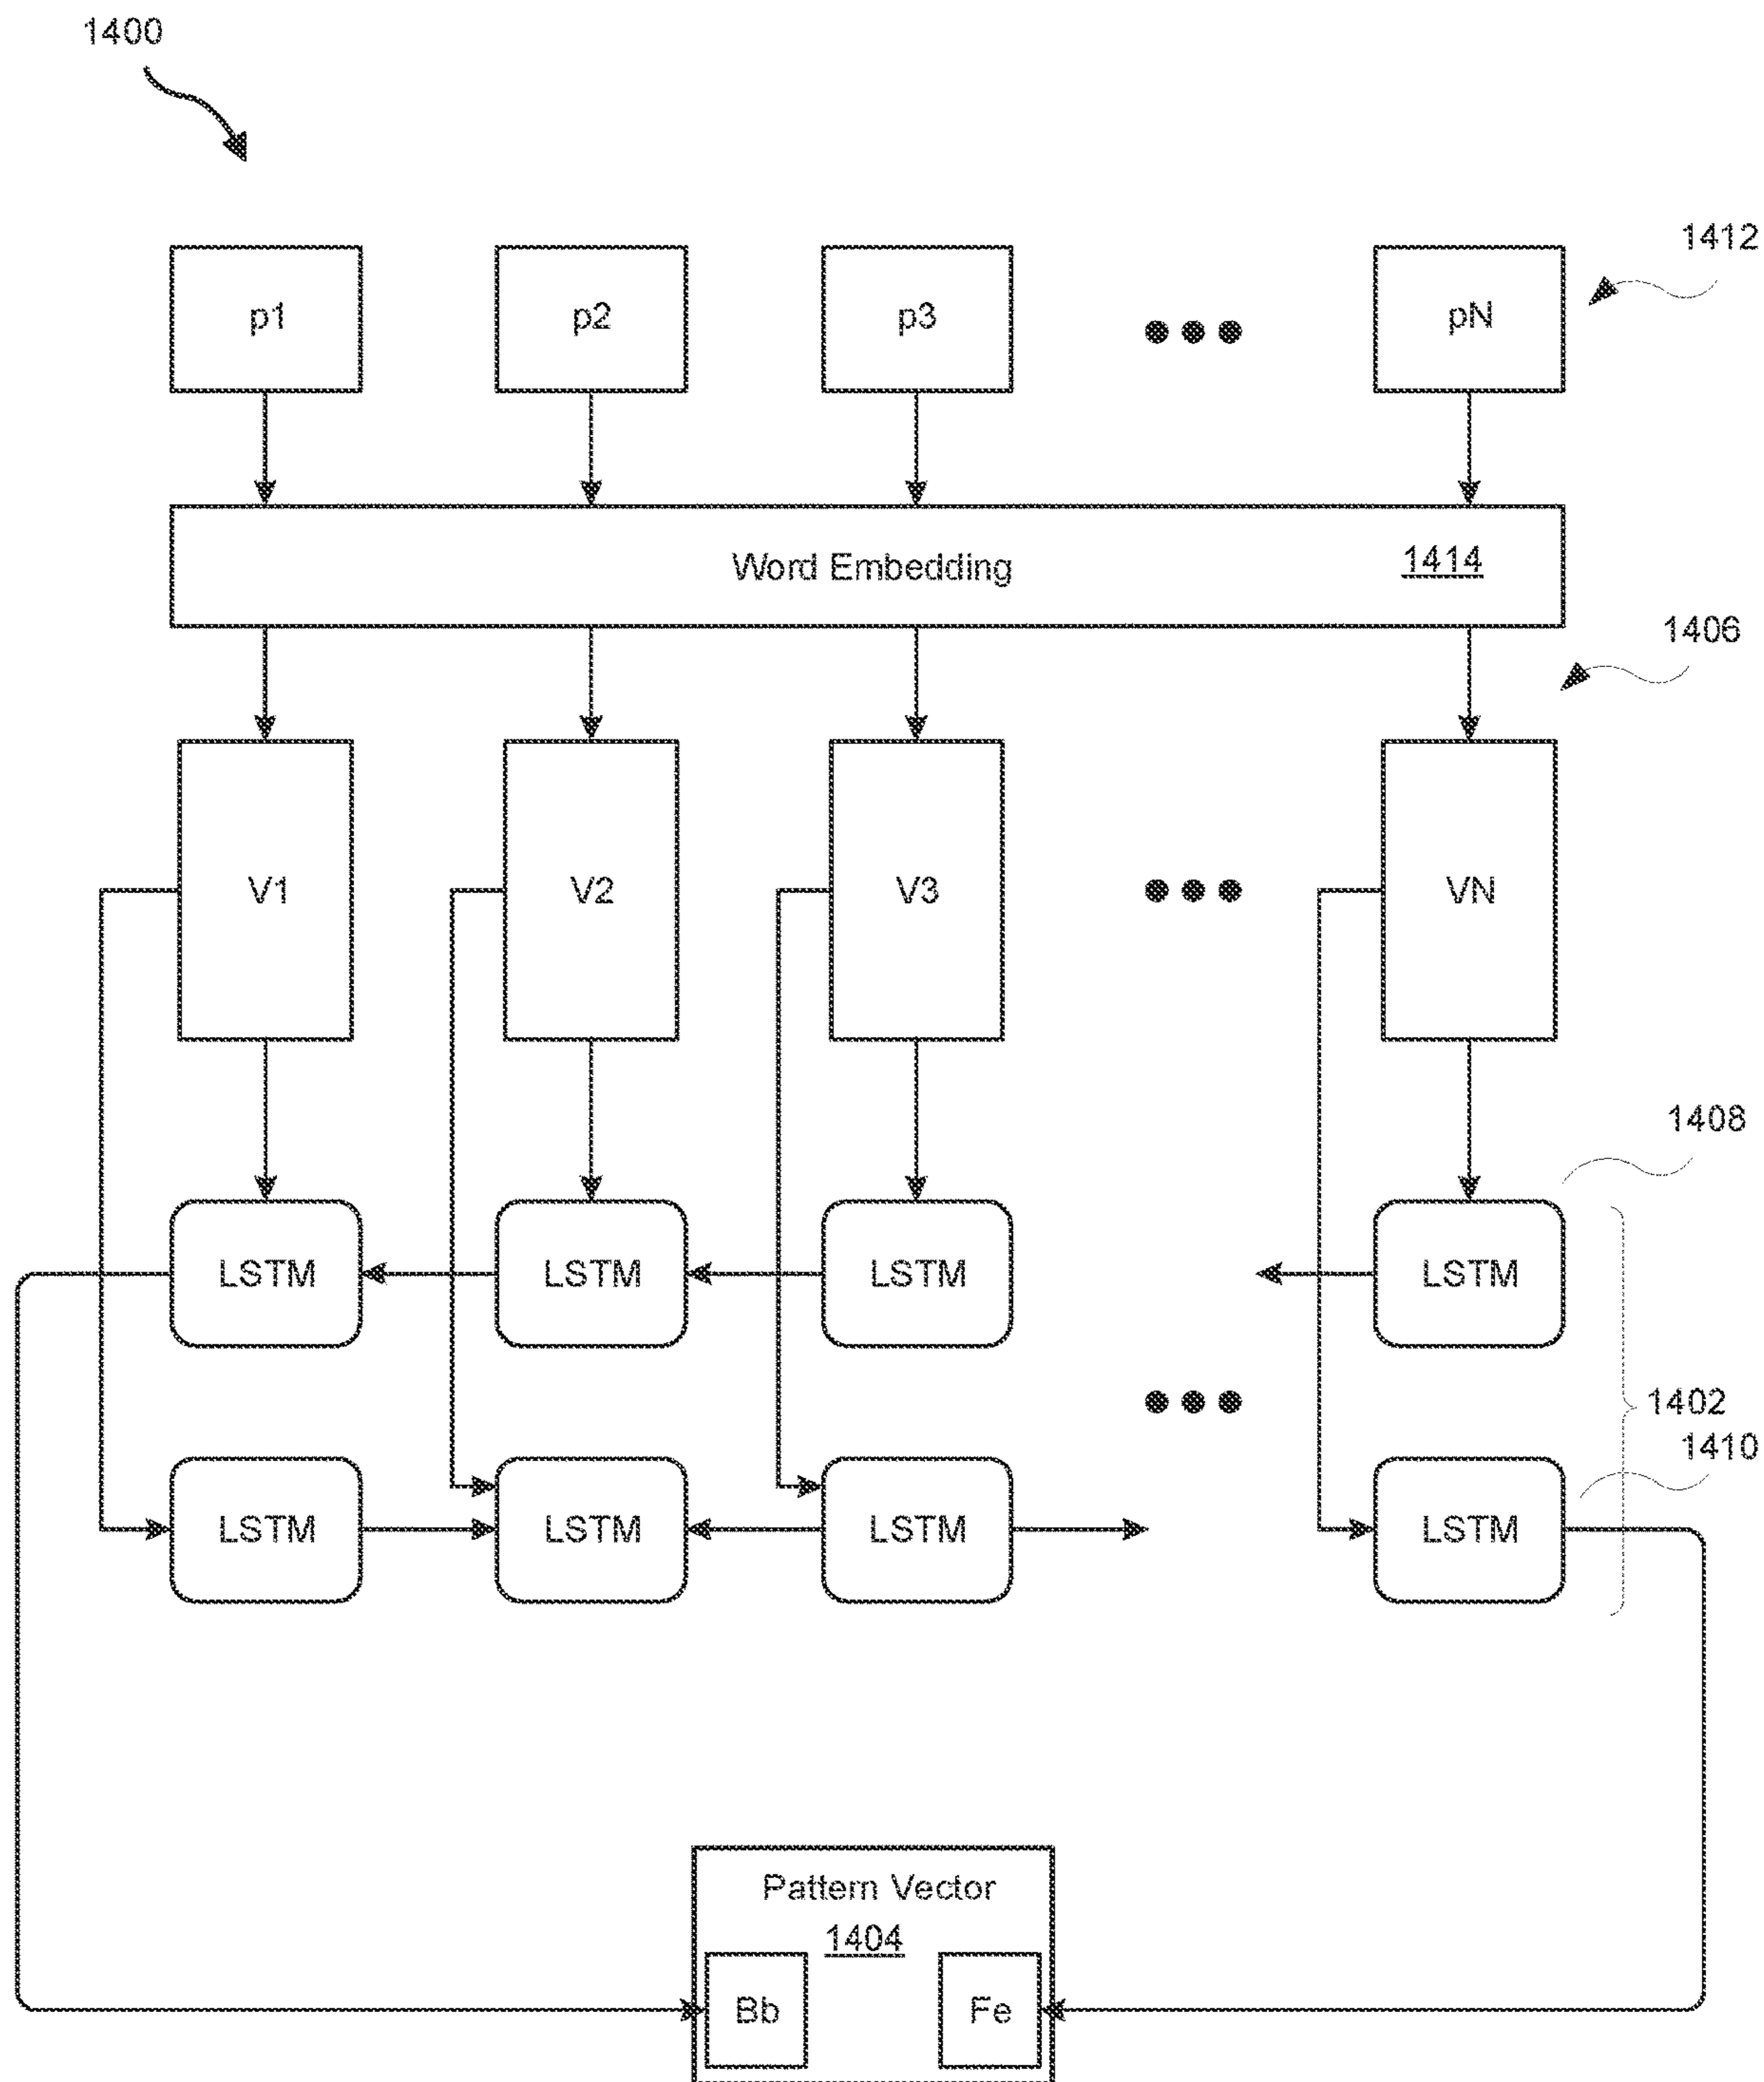 1400
1412
p1 p2 p3 pN
Word Embedding 1414
1406
V1 V2 V3 VN
1408
LSTM LSTM LSTM LSTM
1402
1410
LSTM LSTM LSTM LSTM
Pattern Vector
1404
Bb Fe